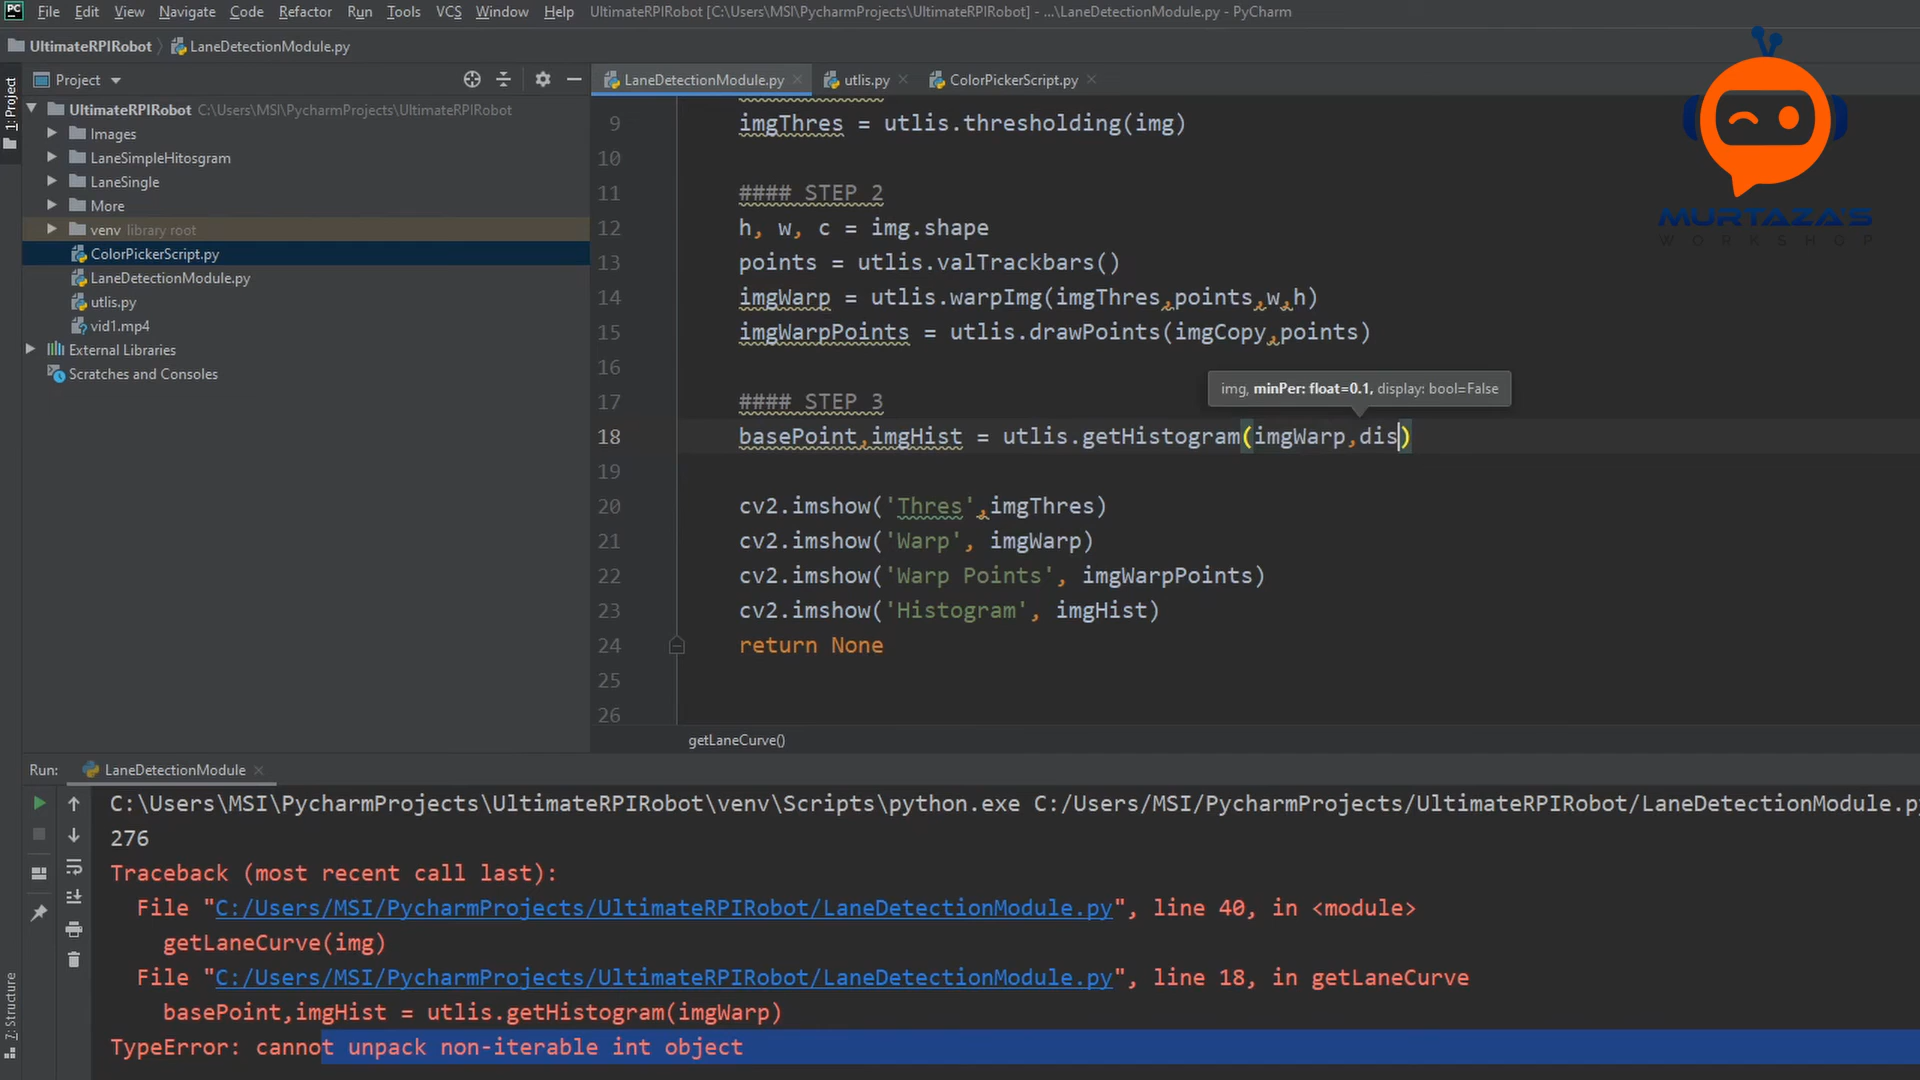 PC File Edit View Navigate Code Refactor Run Tools VCS Window Help UltimateRPIRobot [C:\Users\MSI\PycharmProjects\UltimateRPIRobot] - ...\LaneDetectionModule.py - PyCharm
UltimateRPIRobot LaneDetectionModule.py
1: Project
Project
LaneDetectionModule.py utlis.py ColorPickerScript.py
UltimateRPIRobot C:\Users\MSI\PycharmProjects\UltimateRPIRobot
Images
LaneSimpleHitosgram
LaneSingle
More
venv library root
ColorPickerScript.py
LaneDetectionModule.py
utlis.py
vid1.mp4
External Libraries
Scratches and Consoles
9 imgThres = utlis.thresholding(img)
10
11 #### STEP 2
12 h, w, c = img.shape
13 points = utlis.valTrackbars()
14 imgWarp = utlis.warpImg(imgThres,points,w,h)
15 imgWarpPoints = utlis.drawPoints(imgCopy,points)
16
img, minPer: float=0.1, display: bool=False
17 #### STEP 3
18 basePoint,imgHist = utlis.getHistogram(imgWarp,dis)
19
20 cv2.imshow('Thres',imgThres)
21 cv2.imshow('Warp', imgWarp)
22 cv2.imshow('Warp Points', imgWarpPoints)
23 cv2.imshow('Histogram', imgHist)
24 return None
25
26
getLaneCurve()
MURTAZA'S
WORKSHOP
Run: LaneDetectionModule
C:\Users\MSI\PycharmProjects\UltimateRPIRobot\venv\Scripts\python.exe C:/Users/MSI/PycharmProjects/UltimateRPIRobot/LaneDetectionModule.py
276
Traceback (most recent call last):
File "C:/Users/MSI/PycharmProjects/UltimateRPIRobot/LaneDetectionModule.py", line 40, in <module>
getLaneCurve(img)
File "C:/Users/MSI/PycharmProjects/UltimateRPIRobot/LaneDetectionModule.py", line 18, in getLaneCurve
basePoint,imgHist = utlis.getHistogram(imgWarp)
TypeError: cannot unpack non-iterable int object
7: Structure